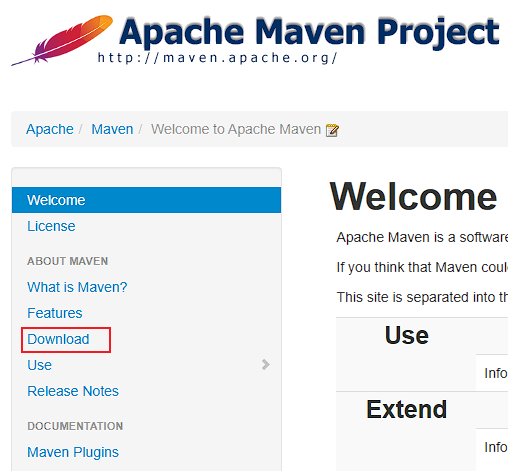 Apache Maven Project
http://maven.apache.org/
Apache / Maven / Welcome to Apache Maven
Welcome
License
ABOUT MAVEN
What is Maven?
Features
Download
Use
Release Notes
DOCUMENTATION
Maven Plugins
Welcome
Apache Maven is a software
If you think that Maven coul
This site is separated into th
Use
Info
Extend
Info